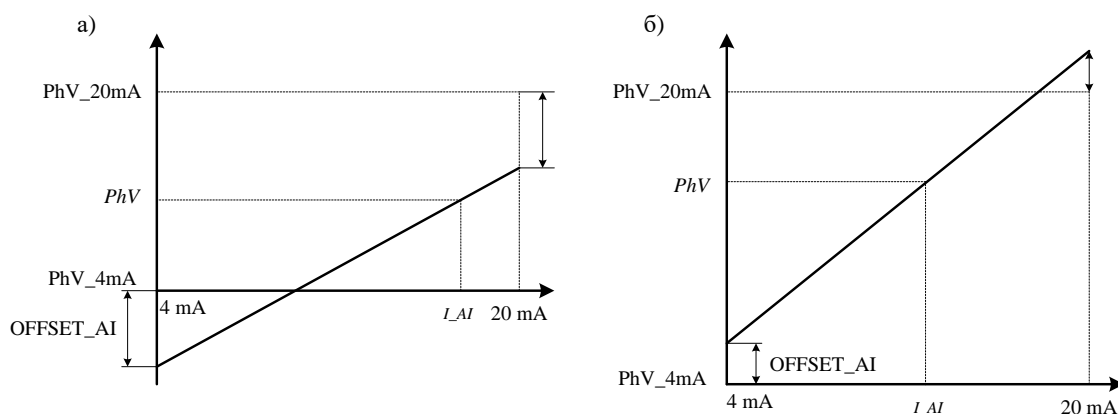 а)
PhV_20mA
PhV
PhV_4mA
4 mA
I_AI
20 mA
OFFSET_AI
б)
PhV_20mA
PhV
OFFSET_AI
PhV_4mA
4 mA
I_AI
20 mA